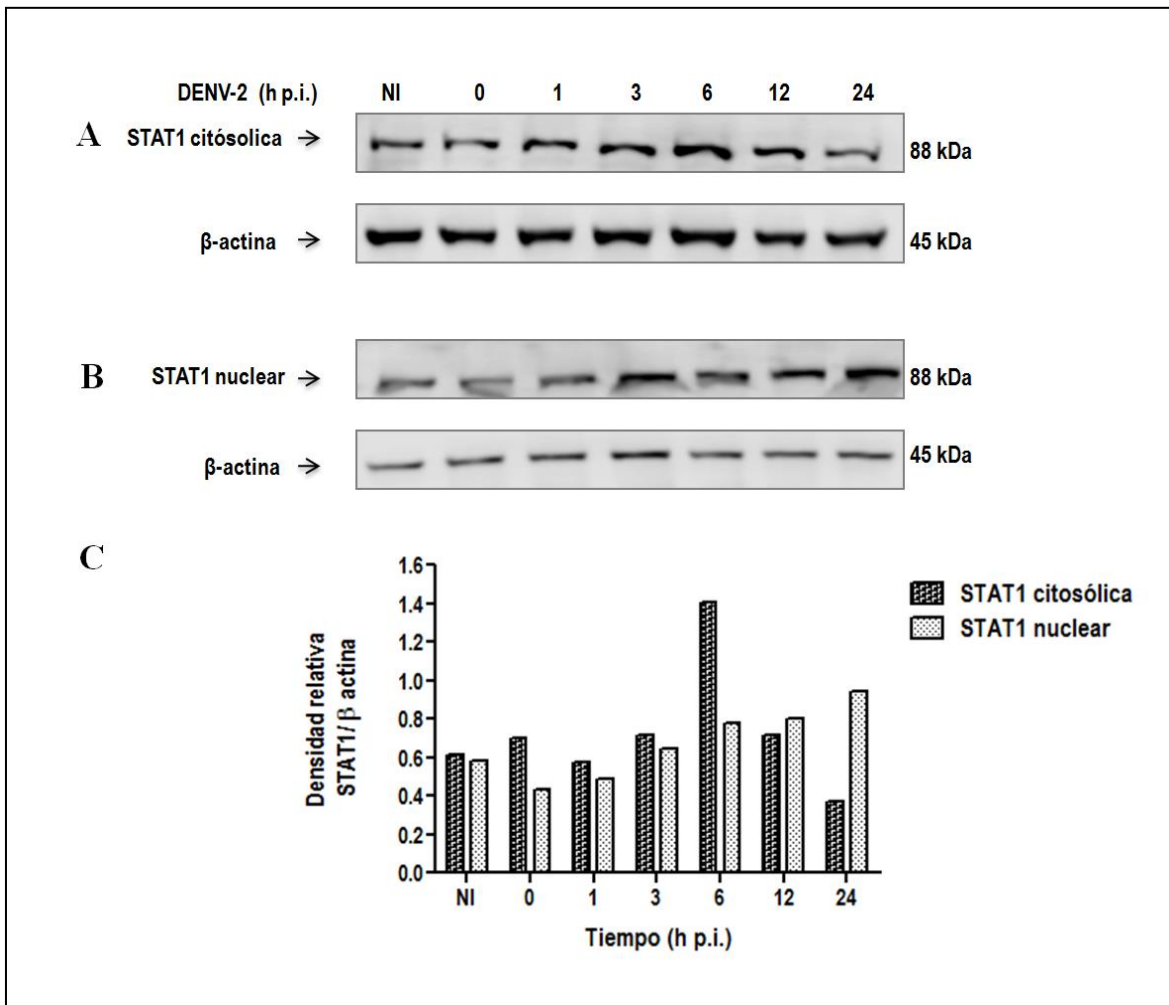 DENV-2 (h p.i.) NI 0 1 3 6 12 24
A
STAT1 citósolica → 88 kDa
β-actina → 45 kDa
B
STAT1 nuclear → 88 kDa
β-actina → 45 kDa
C
Densidad relativa
STAT1/β actina
1.6
1.4
1.2
1.0
0.8
0.6
0.4
0.2
0.0
NI 0 1 3 6 12 24
Tiempo (h p.i.)
STAT1 citosólica
STAT1 nuclear